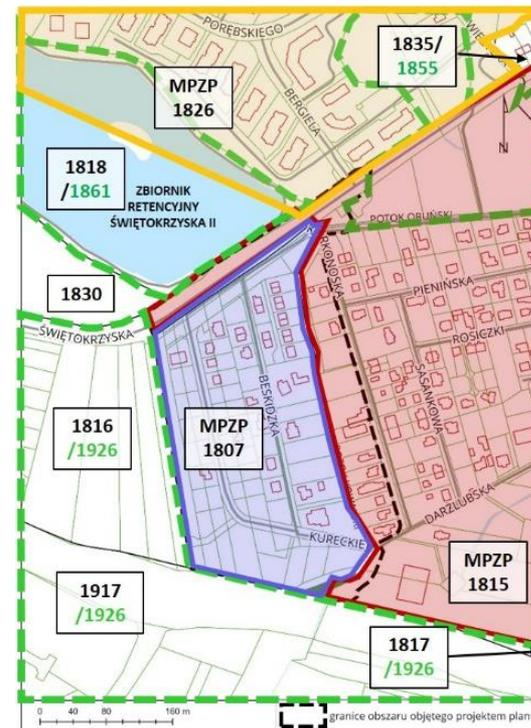 PORĘBSKIEGO
1835/
1855
MPZP
1826
BERGIELA
1818
/1861
ZBIORNIK
RETENCYJNY
ŚWIĘTOKRZYSKA II
N
POTOK ORUŃSKI
1830
PIENIŃSKA
ŚWIĘTOKRZYSKA
ROSICZKI
BESKIDZKA
SASANKOWA
1816
/1926
MPZP
1807
DARZLUBSKA
KURECKIE
MPZP
1815
1917
/1926
1817
/1926
0 40 80 160 m
granice obszaru objętego projektem plan